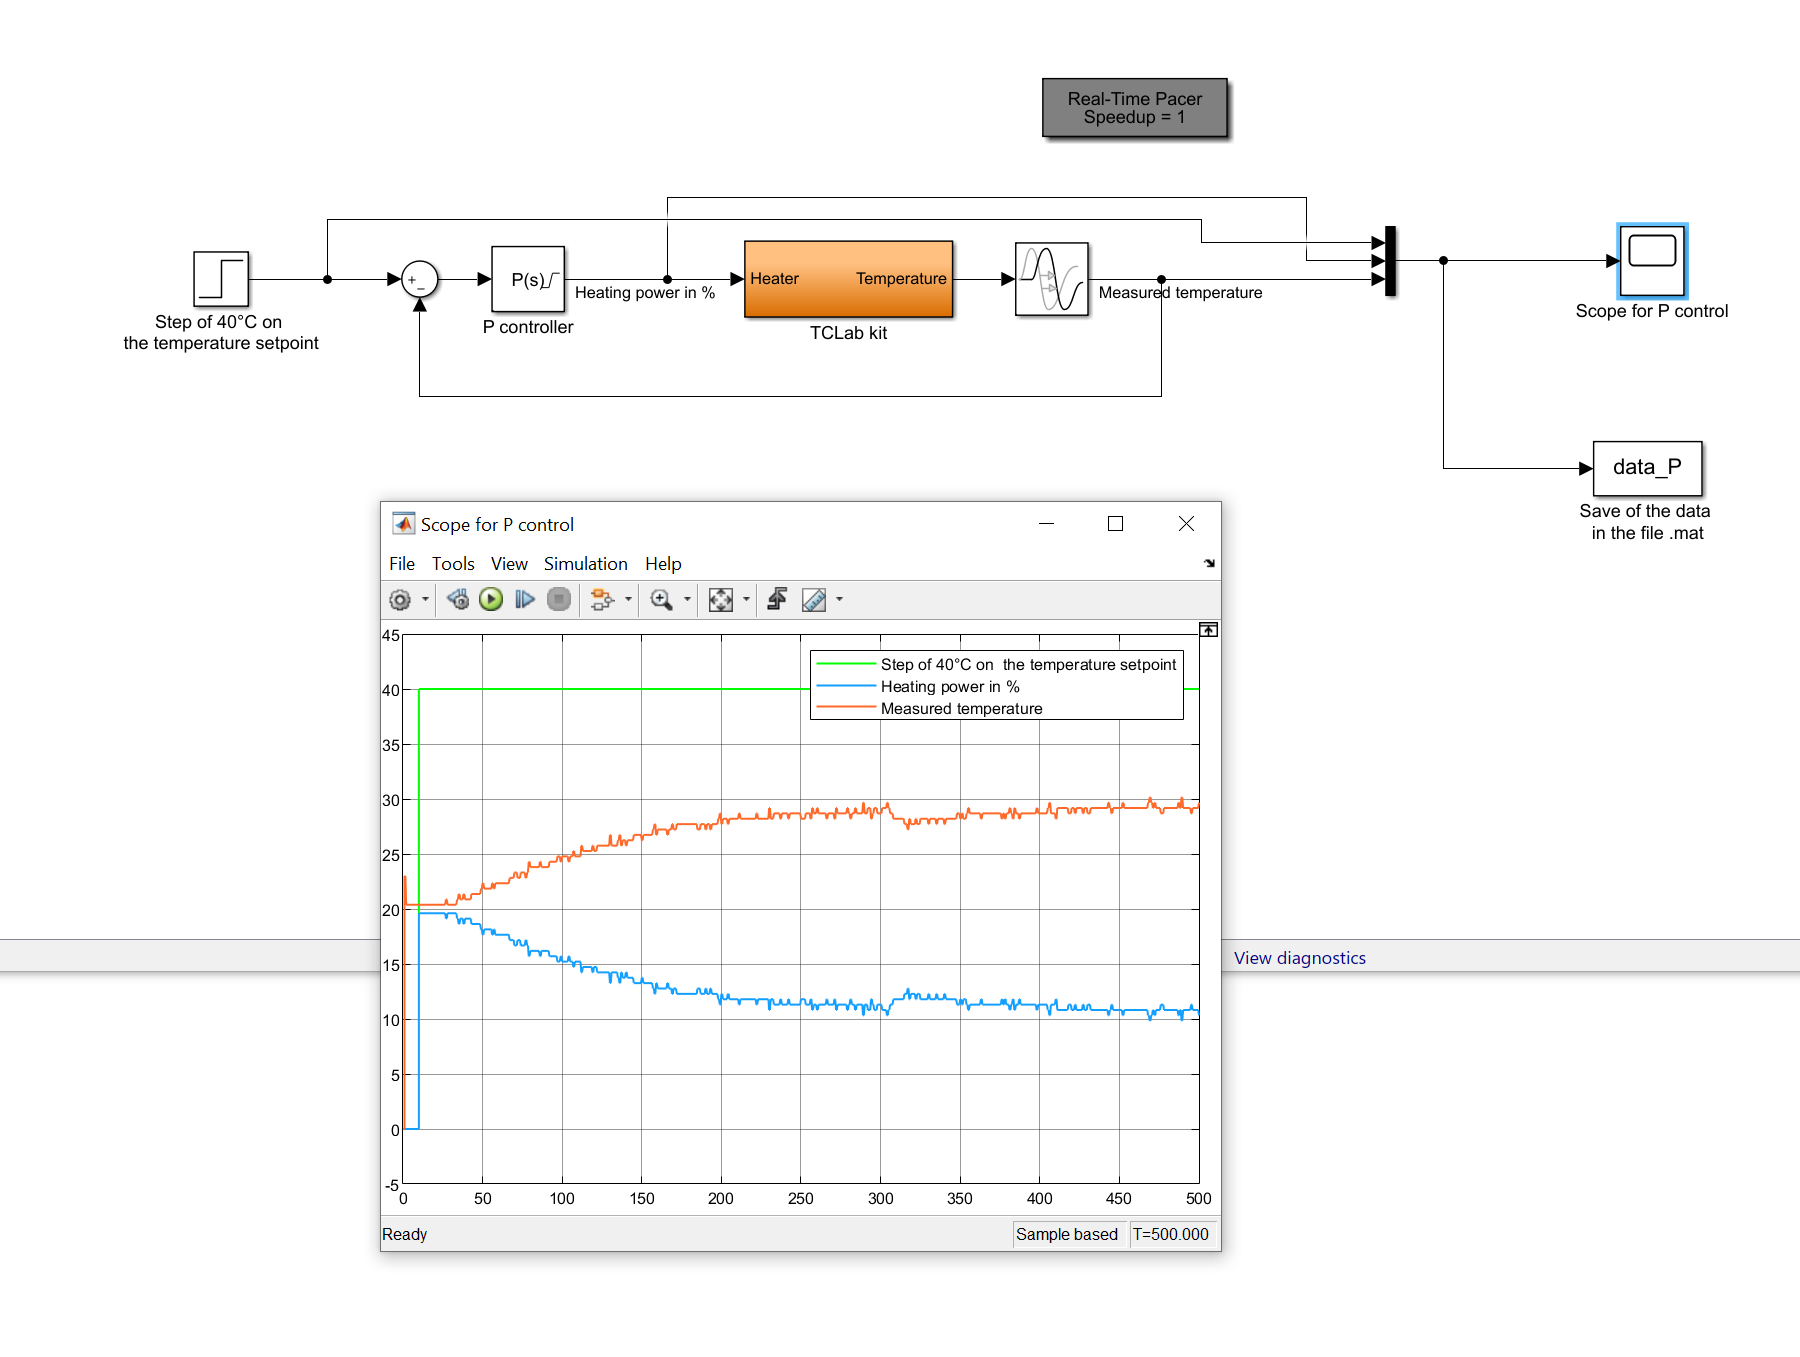 Real-Time Pacer
Speedup = 1
+
_
P(s)
Heater
Temperature
Heating power in %
Measured temperature
Step of 40°C on
the temperature setpoint
P controller
TCLab kit
Scope for P control
data_P
Save of the data
in the file .mat
Scope for P control
File Tools View Simulation Help
45
40
35
30
25
20
15
10
5
0
-5
Step of 40°C on  the temperature setpoint
Heating power in %
Measured temperature
0 50 100 150 200 250 300 350 400 450 500
Ready
Sample based
T=500.000
View diagnostics